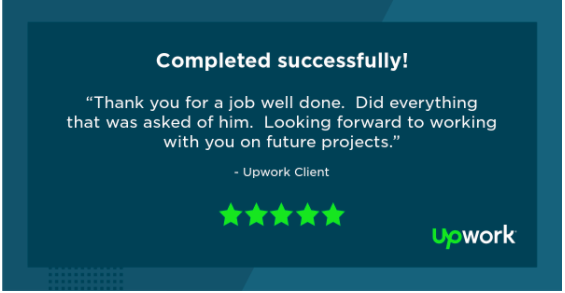 Completed successfully!
“Thank you for a job well done.  Did everything
that was asked of him.  Looking forward to working
with you on future projects.”
- Upwork Client
Upwork